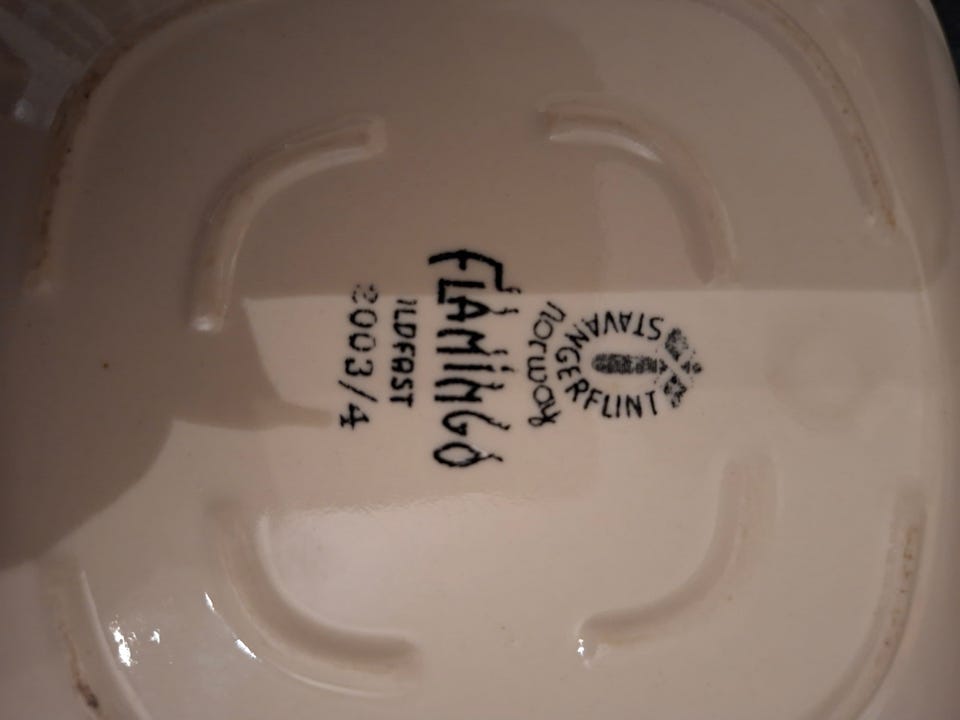 STAVANGERFLINT
norway
FLAMINGO
ILDFAST
2003/4